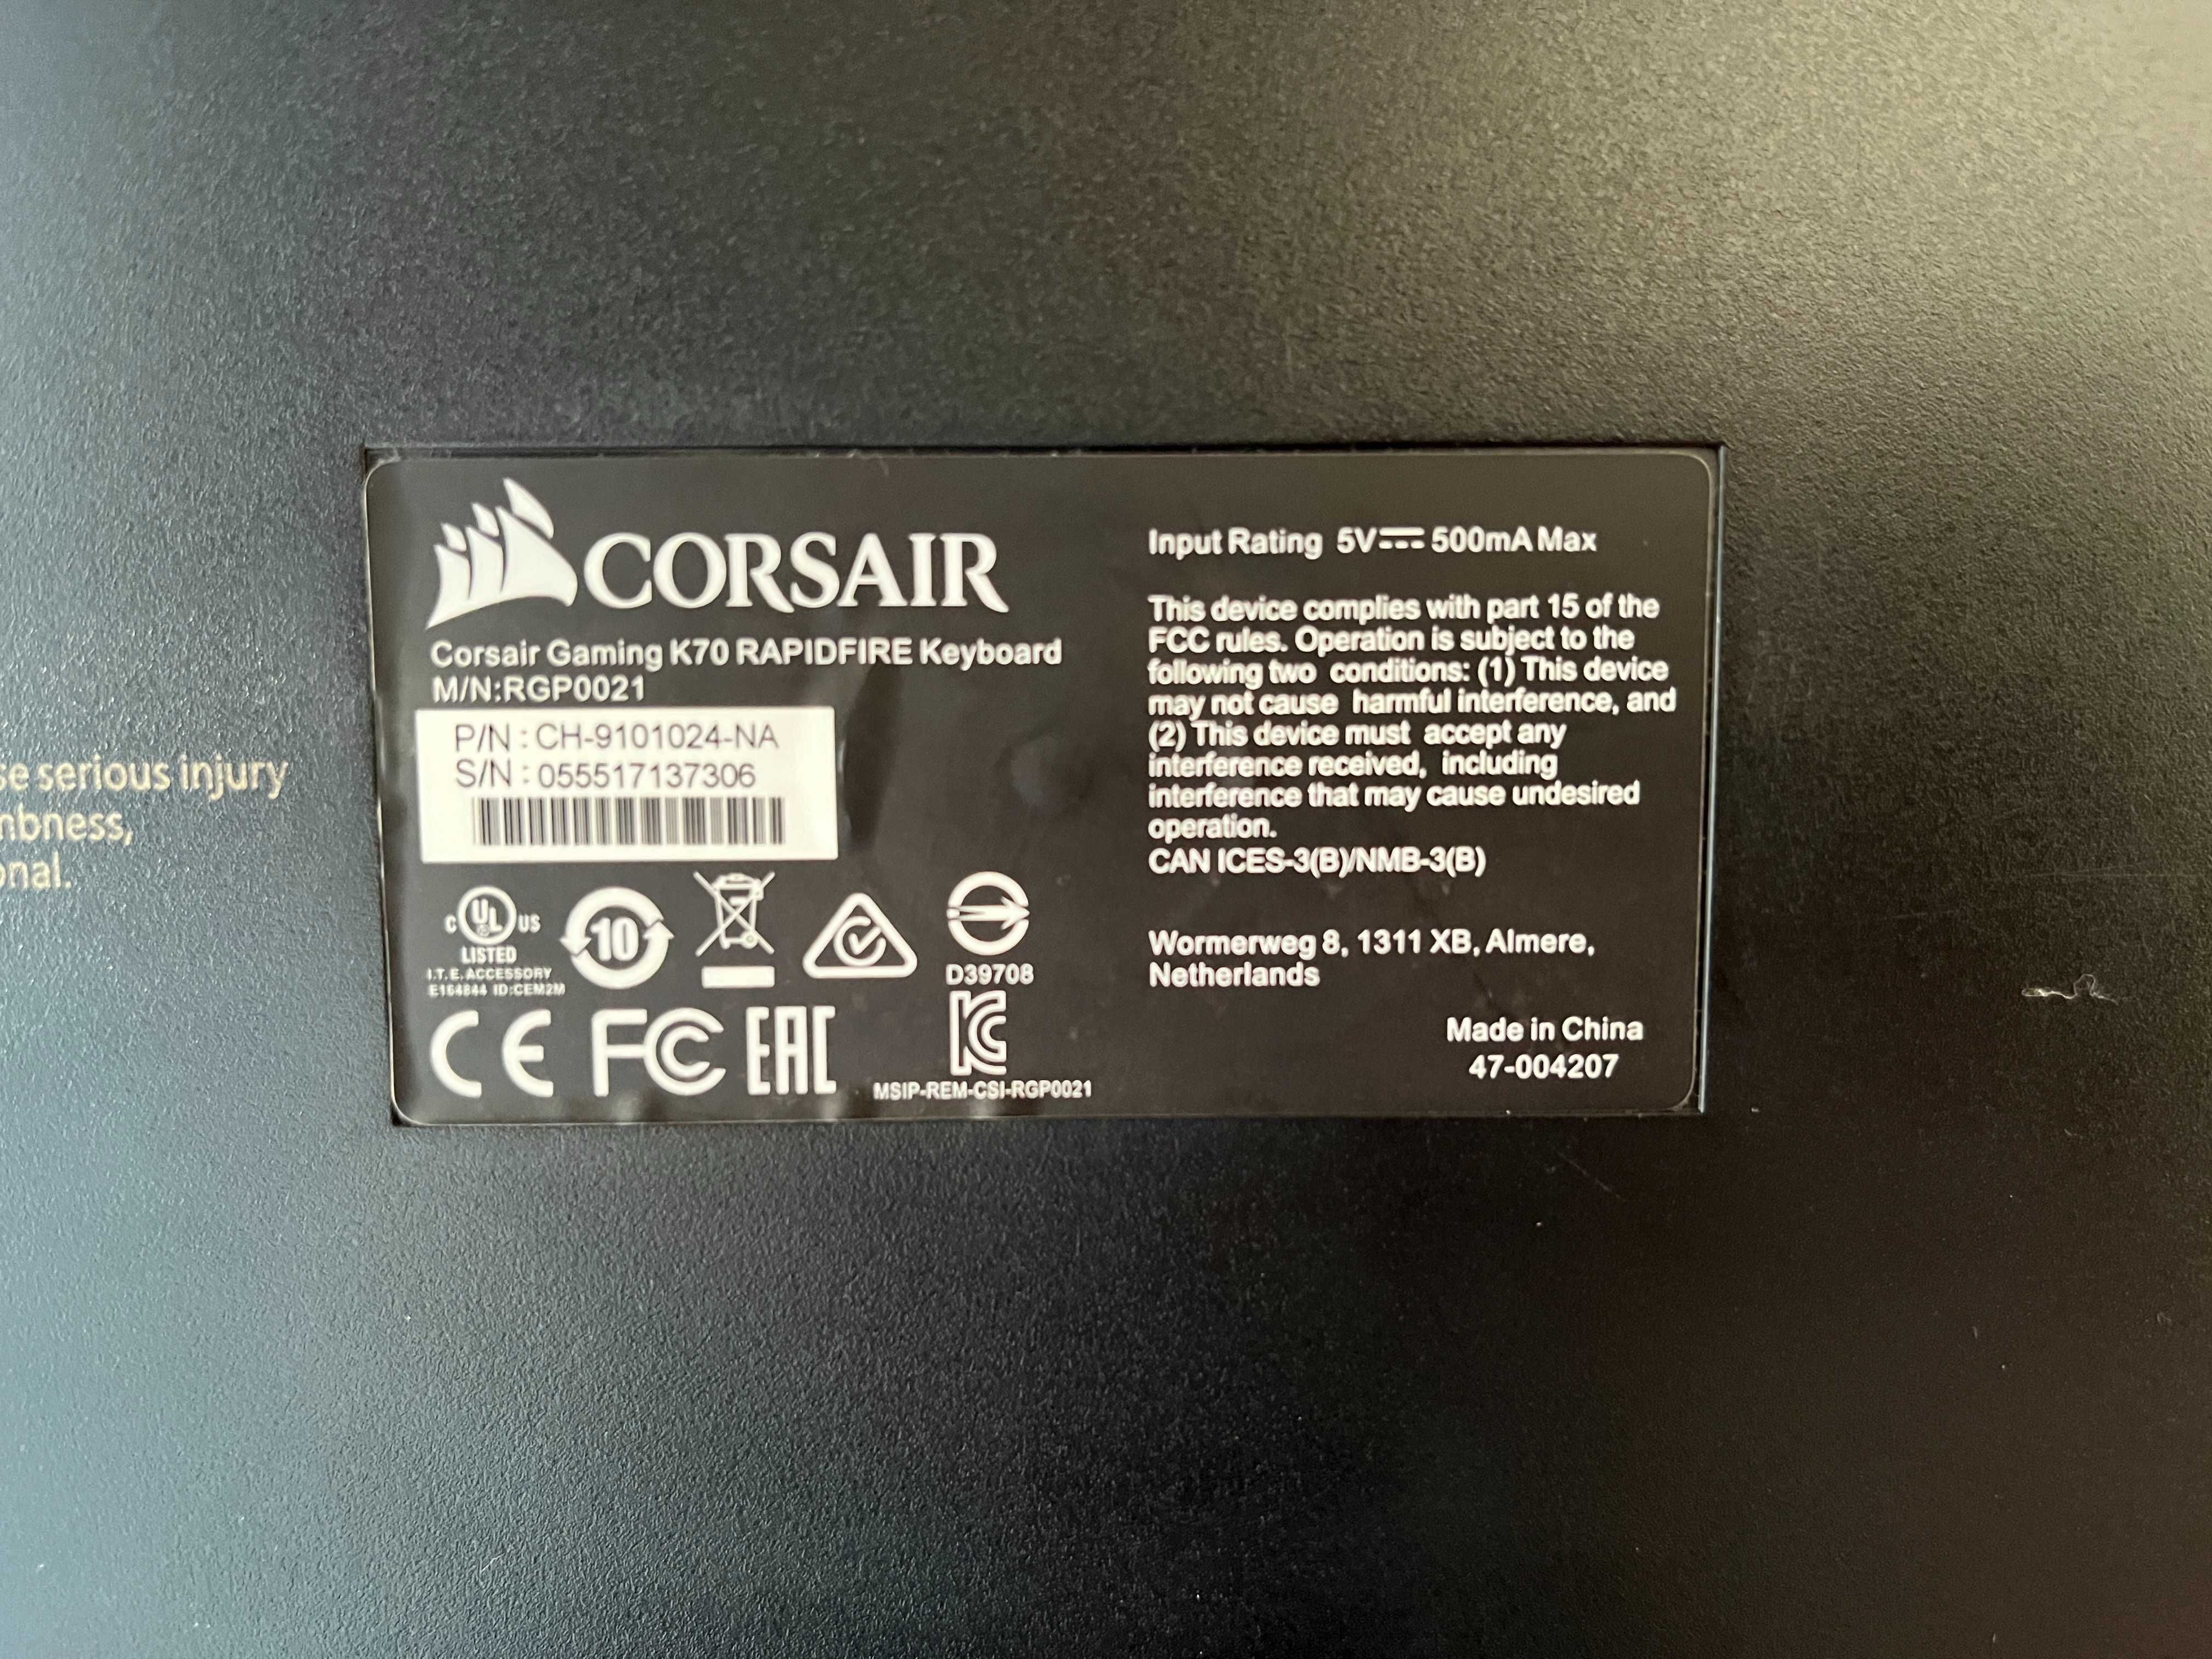 CORSAIR
Corsair Gaming K70 RAPIDFIRE Keyboard
M/N:RGP0021
P/N : CH-9101024-NA
S/N : 055517137306
C UL US
LISTED
I.T.E. ACCESSORY
E164844 ID:CEM2M
10
D39708
CE FC EAC KC
MSIP-REM-CSI-RGP0021
Input Rating 5V 500mA Max
This device complies with part 15 of the
FCC rules. Operation is subject to the
following two conditions: (1) This device
may not cause harmful interference, and
(2) This device must accept any
interference received, including
interference that may cause undesired
operation.
CAN ICES-3(B)/NMB-3(B)
Wormerweg 8, 1311 XB, Almere,
Netherlands
Made in China
47-004207
serious injury